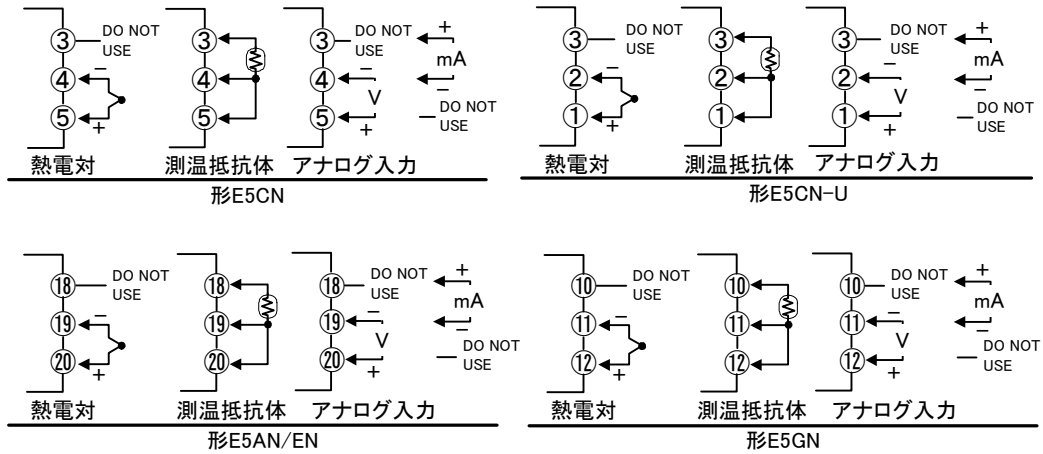 ③ DO NOT USE
④ −
⑤ +
熱電対
③
④
⑤
測温抵抗体
③ DO NOT USE
④ −
V
⑤ +
アナログ入力
+
mA
−
DO NOT USE
形E5CN
③ DO NOT USE
② −
① +
熱電対
③
②
①
測温抵抗体
③ DO NOT USE
② −
V
① +
アナログ入力
+
mA
−
DO NOT USE
形E5CN-U
⑱ DO NOT USE
⑲ −
⑳ +
熱電対
⑱
⑲
⑳
測温抵抗体
⑱ DO NOT USE
⑲ −
V
⑳ +
アナログ入力
+
mA
−
DO NOT USE
形E5AN/EN
⑩ DO NOT USE
⑪ −
⑫ +
熱電対
⑩
⑪
⑫
測温抵抗体
⑩ DO NOT USE
⑪ −
V
⑫ +
アナログ入力
+
mA
−
DO NOT USE
形E5GN